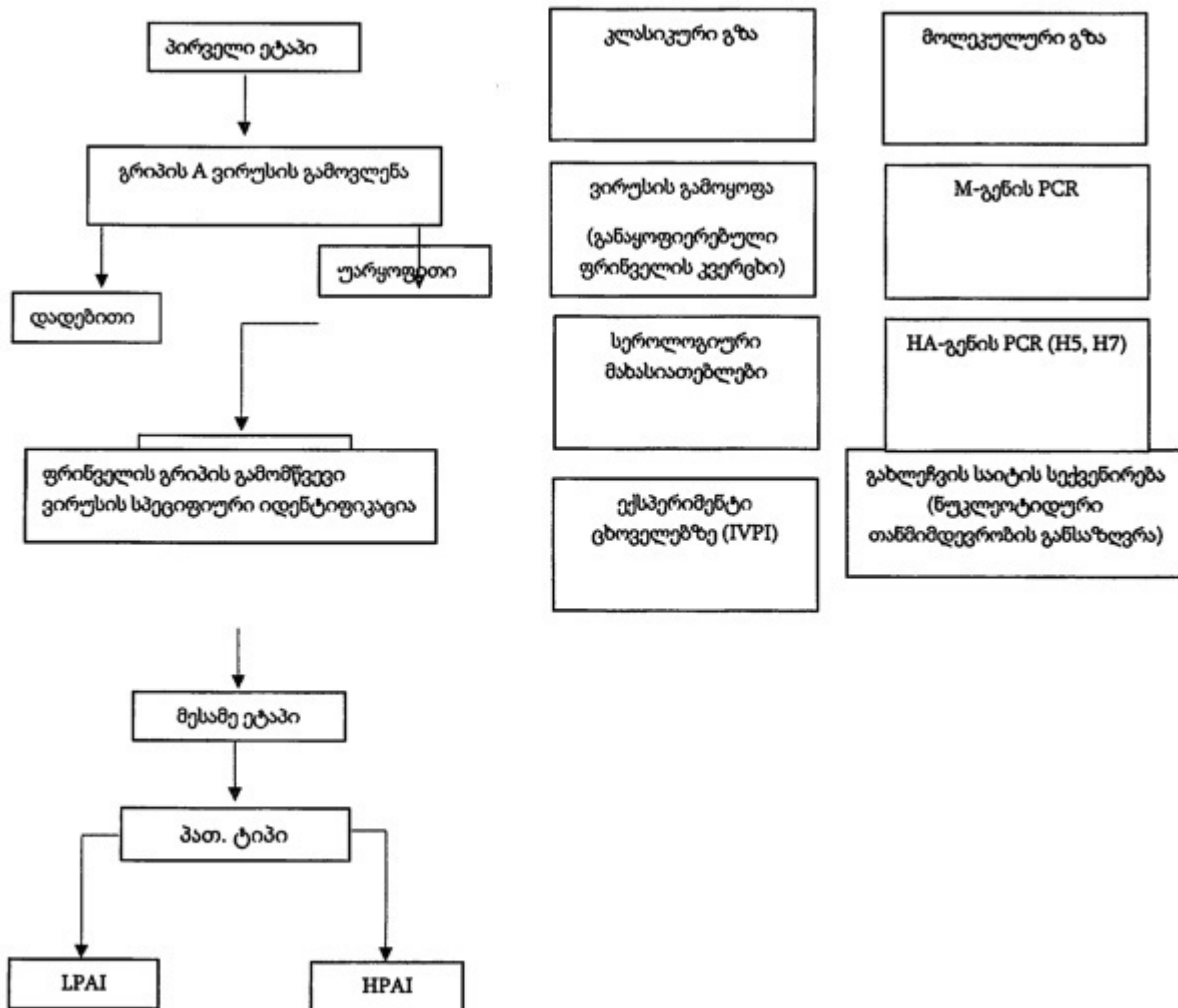 პირველი ეტაპი
გრიპის A ვირუსის გამოვლენა
უარყოფითი
დადებითი
ფრინველის გრიპის გამომწვევი
ვირუსის სპეციფიური იდენტიფიკაცია
მესამე ეტაპი
პათ. ტიპი
LPAI
HPAI
კლასიკური გზა
ვირუსის გამოყოფა
(განაყოფიერებული
ფრინველის კვერცხი)
სეროლოგიური
მახასიათებლები
ექსპერიმენტი
ცხოველებზე (IVPI)
მოლეკულური გზა
M-გენის PCR
HA-გენის PCR (H5, H7)
გახლეჩვის საიტის სექვენირება
(ნუკლეოტიდური
თანმიმდევრობის განსაზღვრა)